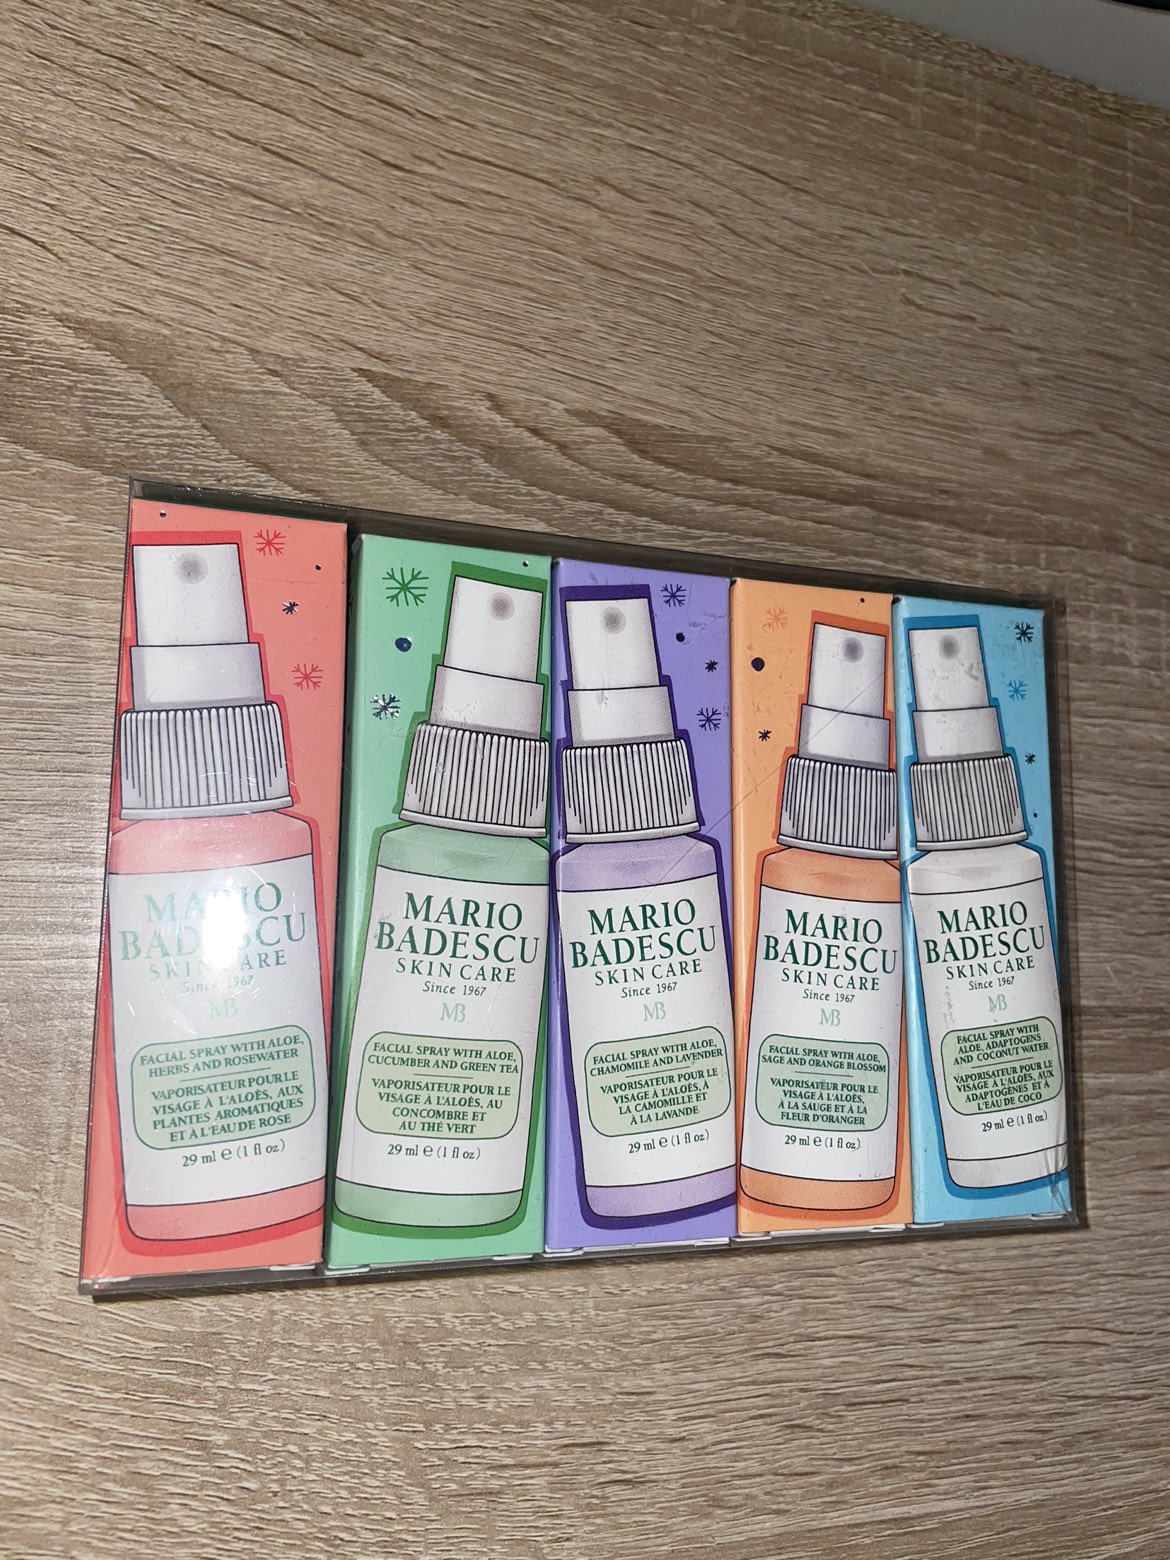 MARIO
BADESCU
SKIN CARE
Since 1967
MB
FACIAL SPRAY WITH ALOE,
HERBS AND ROSEWATER
VAPORISATEUR POUR LE
VISAGE À L'ALOÈS, AUX
PLANTES AROMATIQUES
ET À L'EAU DE ROSE
29 ml e (1 fl oz)
MARIO
BADESCU
SKIN CARE
Since 1967
MB
FACIAL SPRAY WITH ALOE,
CUCUMBER AND GREEN TEA
VAPORISATEUR POUR LE
VISAGE À L'ALOÈS, AU
CONCOMBRE ET
AU THÉ VERT
29 ml e (1 fl oz)
MARIO
BADESCU
SKIN CARE
Since 1967
MB
FACIAL SPRAY WITH ALOE,
CHAMOMILE AND LAVENDER
VAPORISATEUR POUR LE
VISAGE À L'ALOÈS, À
LA CAMOMILLE ET
À LA LAVANDE
29 ml e (1 fl oz)
MARIO
BADESCU
SKIN CARE
Since 1967
MB
FACIAL SPRAY WITH ALOE,
SAGE AND ORANGE BLOSSOM
VAPORISATEUR POUR LE
VISAGE À L'ALOÈS,
À LA SAUGE ET À LA
FLEUR D'ORANGER
29 ml e (1 fl oz)
MARIO
BADESCU
SKIN CARE
Since 1967
MB
FACIAL SPRAY WITH
ALOE, ADAPTOGENS
AND COCONUT WATER
VAPORISATEUR POUR LE
VISAGE À L'ALOÈS, AUX
ADAPTOGÈNES ET À
L'EAU DE COCO
29 ml e (1 fl oz)